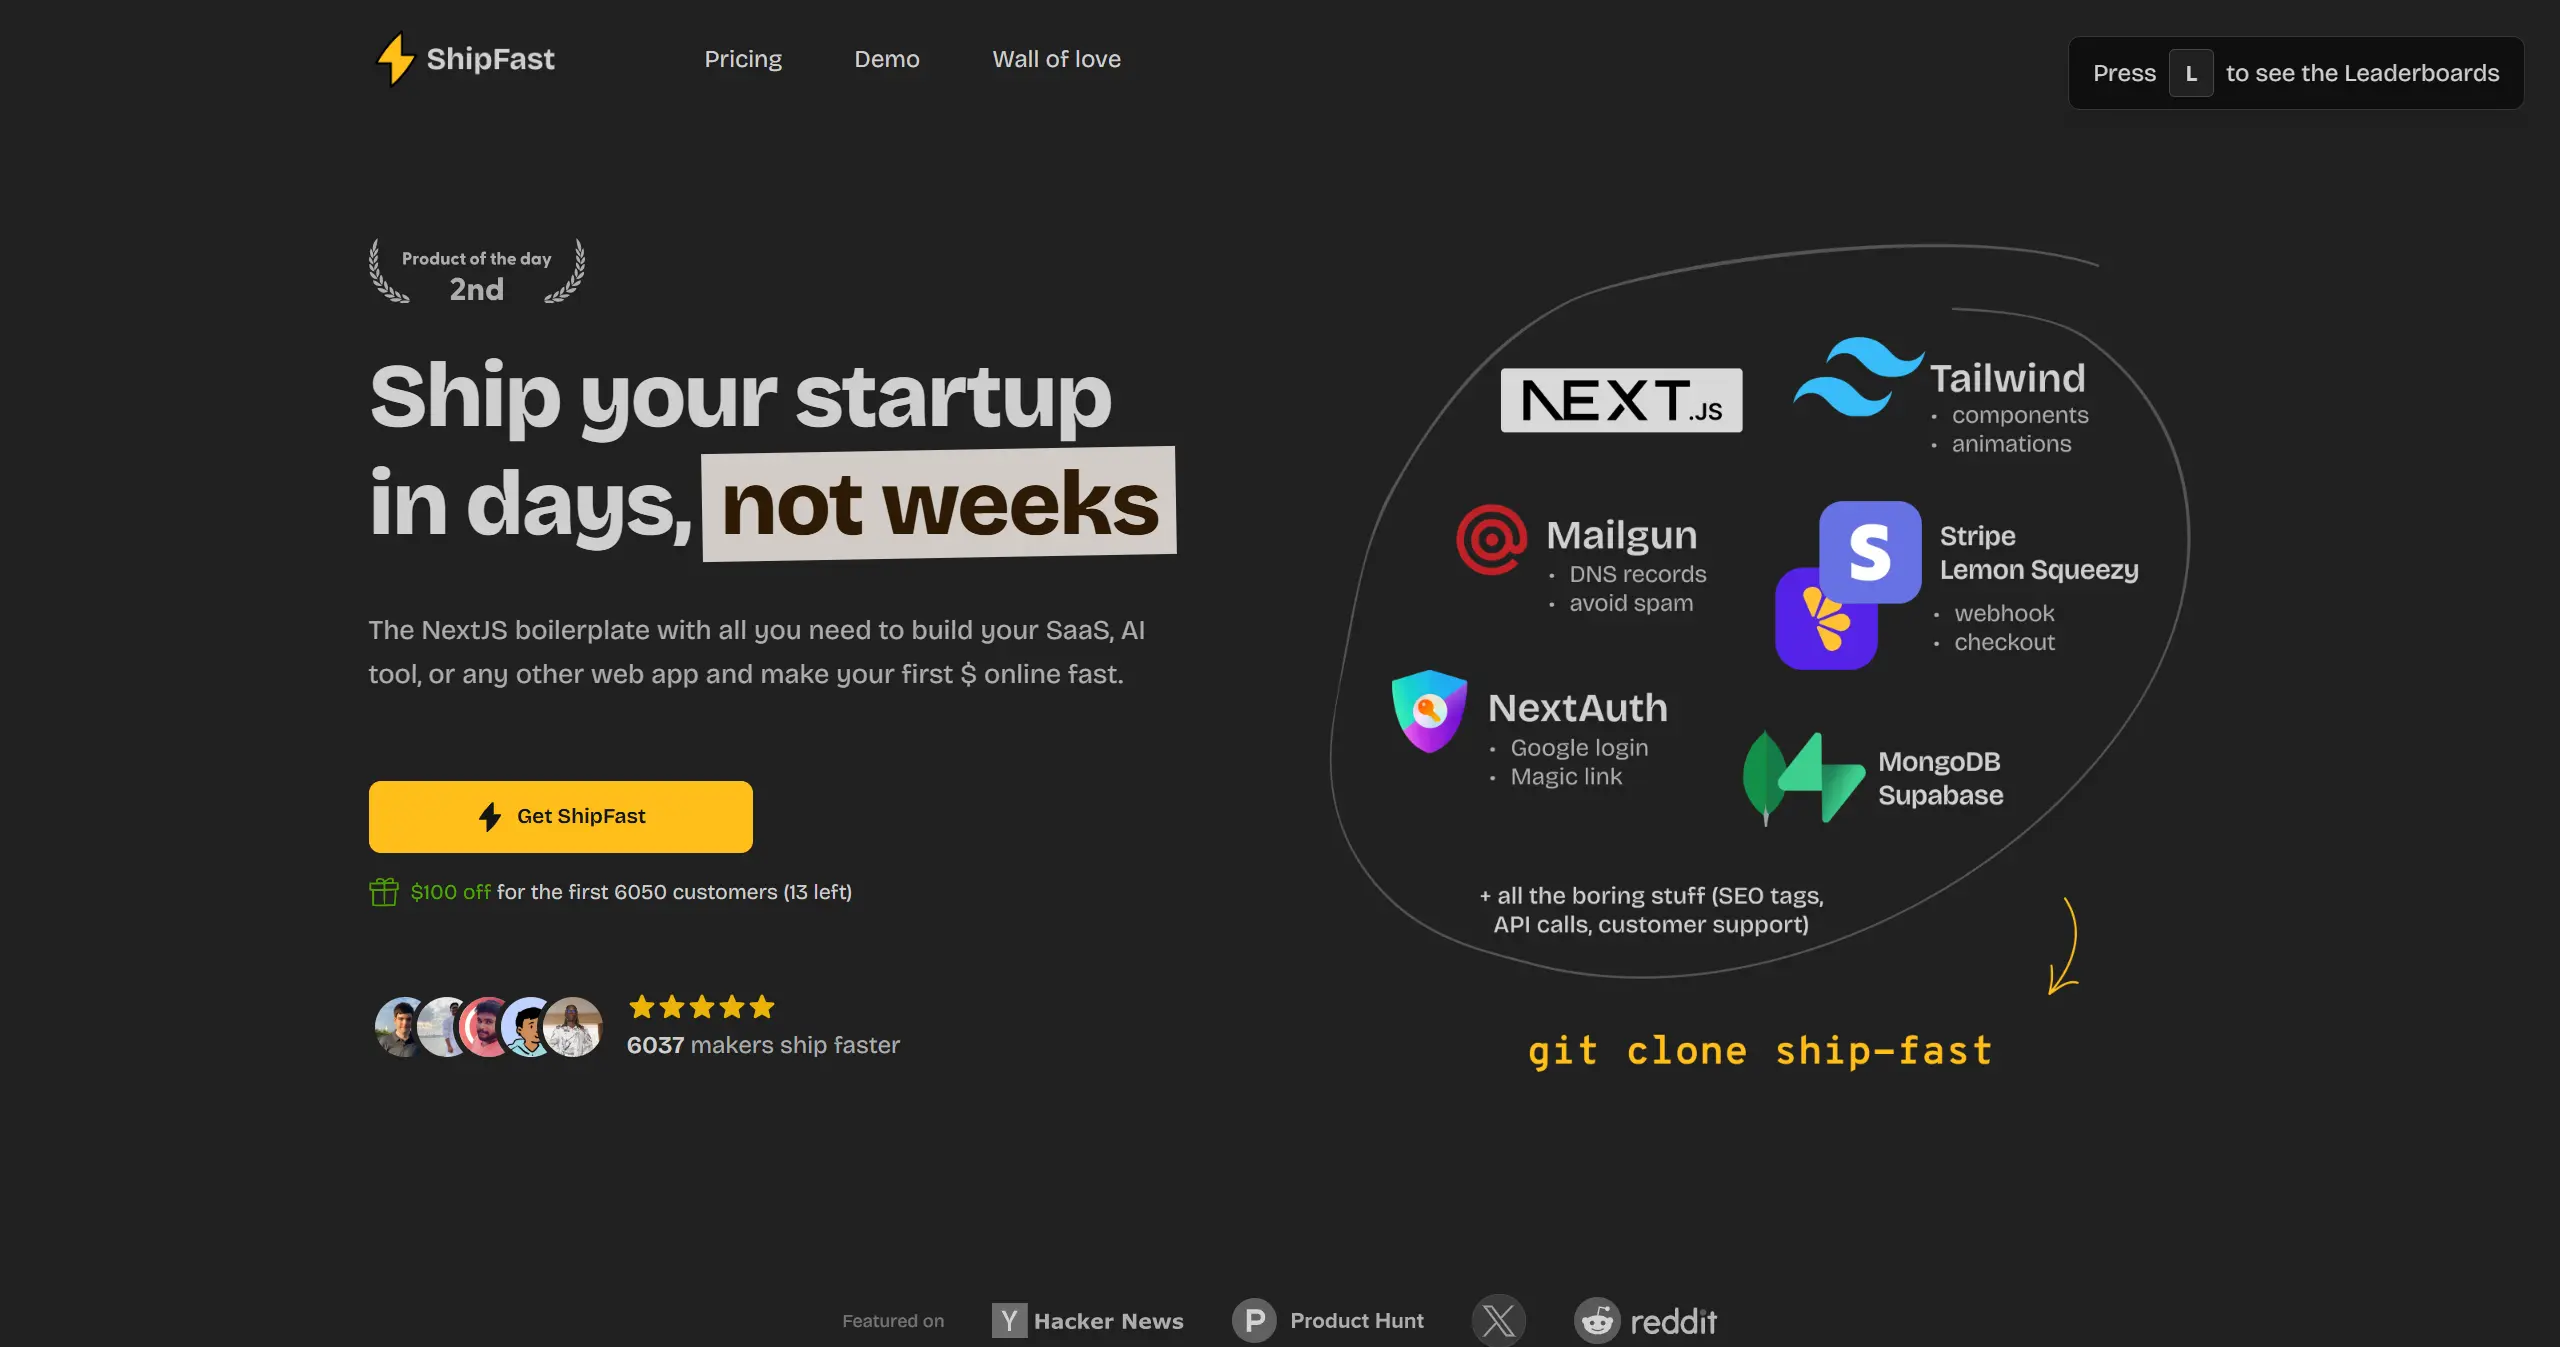 ShipFast
Pricing
Demo
Wall of love
Press L to see the Leaderboards
Product of the day
2nd
Ship your startup
in days, not weeks
The NextJS boilerplate with all you need to build your SaaS, AI
tool, or any other web app and make your first $ online fast.
Get ShipFast
$100 off for the first 6050 customers (13 left)
6037 makers ship faster
NEXT.JS
Tailwind
• components
• animations
Mailgun
• DNS records
• avoid spam
S
Stripe
Lemon Squeezy
• webhook
• checkout
NextAuth
• Google login
• Magic link
MongoDB
Supabase
+ all the boring stuff (SEO tags,
API calls, customer support)
git clone ship-fast
Featured on
Y Hacker News
P Product Hunt
X
reddit